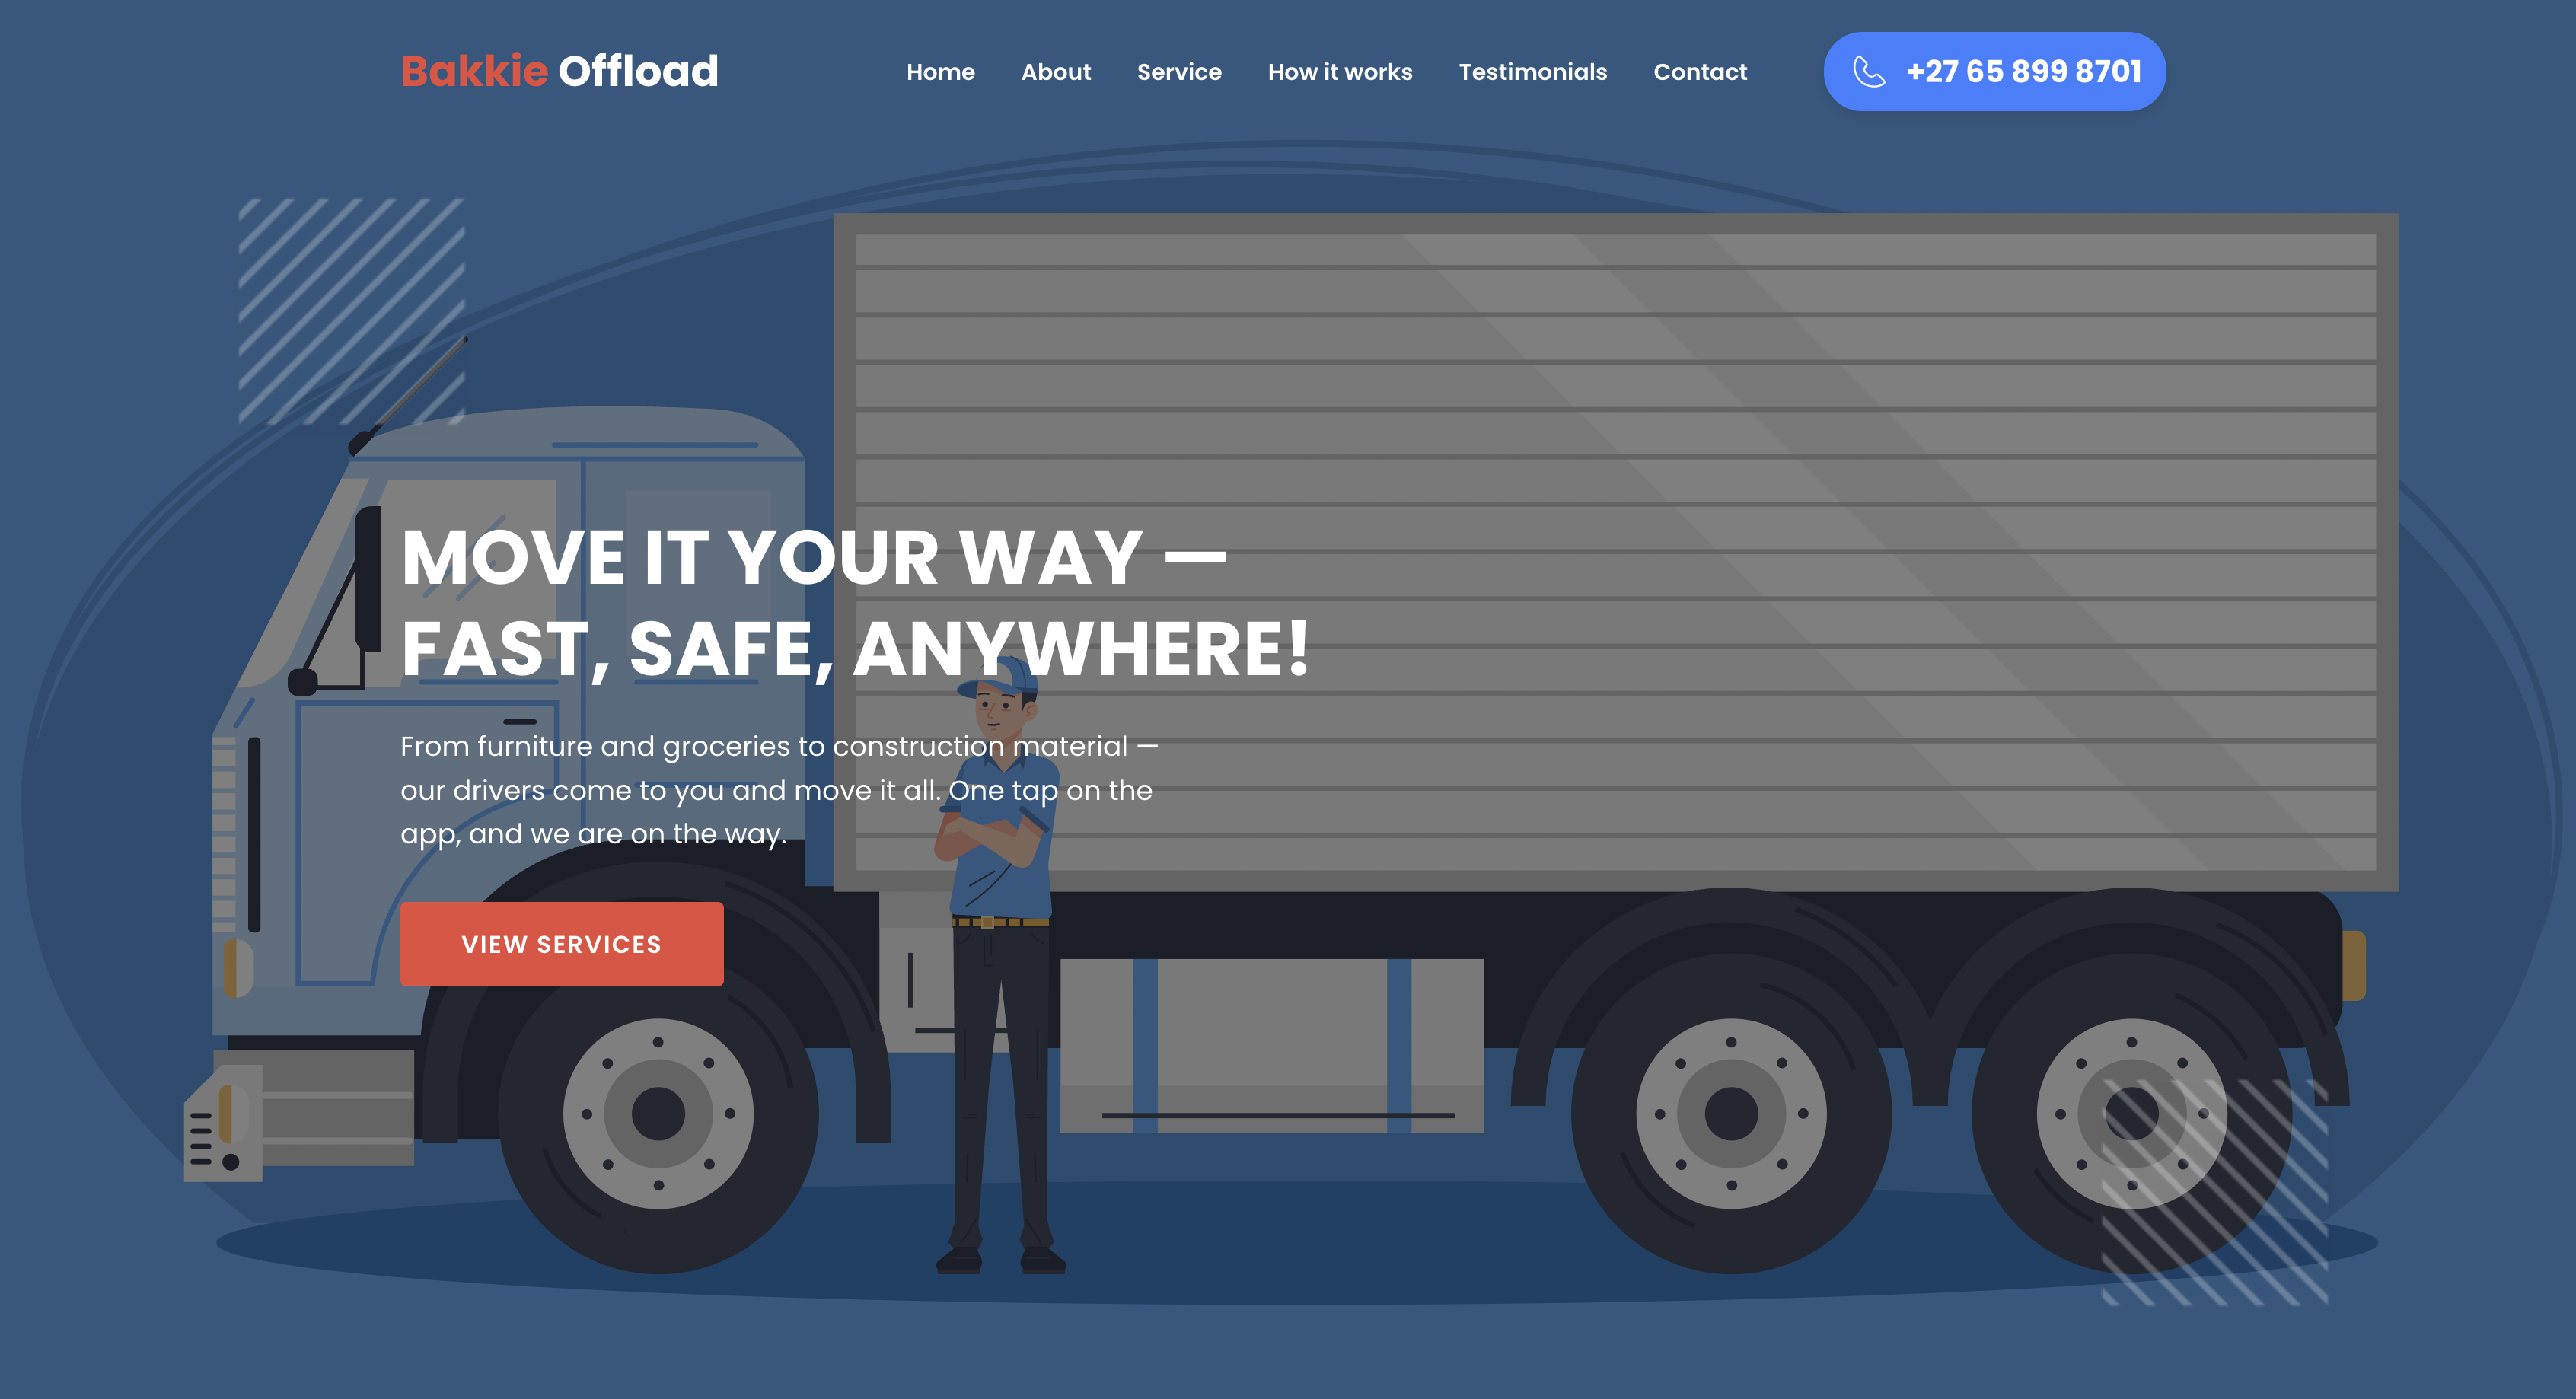 Bakkie Offload
Home About Service How it works Testimonials Contact
+27 65 899 8701
MOVE IT YOUR WAY —
FAST, SAFE, ANYWHERE!
From furniture and groceries to construction material —
our drivers come to you and move it all. One tap on the
app, and we are on the way.
VIEW SERVICES